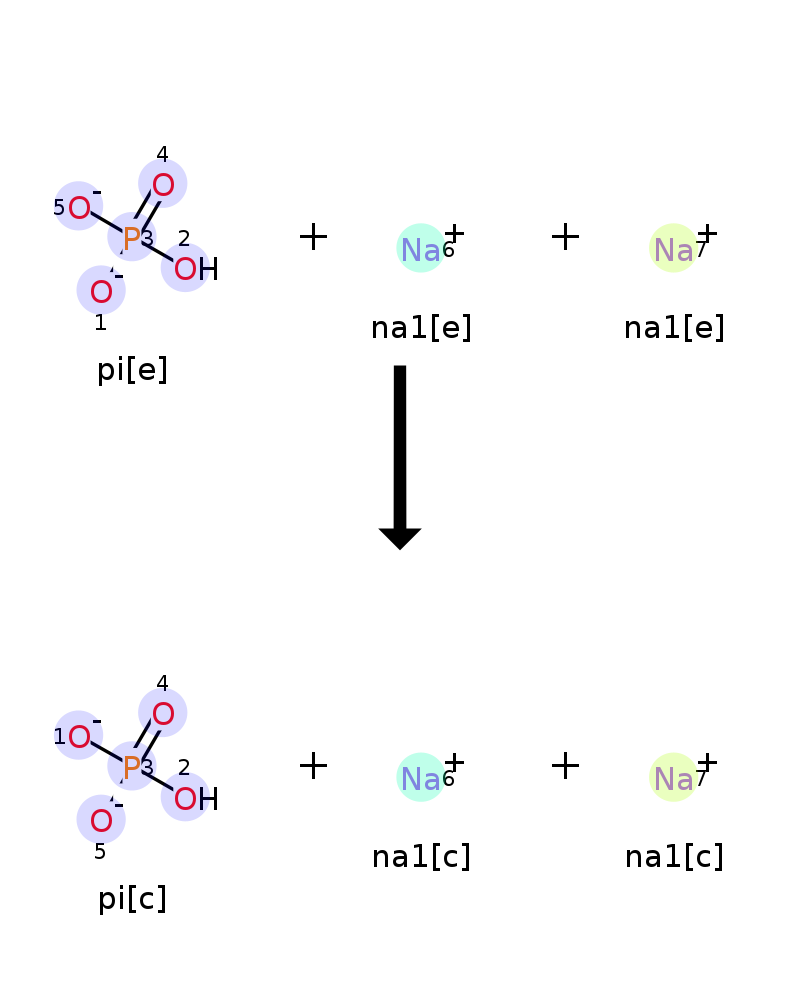 4
5 O⁻ O
P 3 2
O⁻ OH
1
+ Na⁺ 6 + Na⁺ 7
pi[e] na1[e] na1[e]
4
1 O⁻ O
P 3 2
O⁻ OH
5
+ Na⁺ 6 + Na⁺ 7
pi[c] na1[c] na1[c]